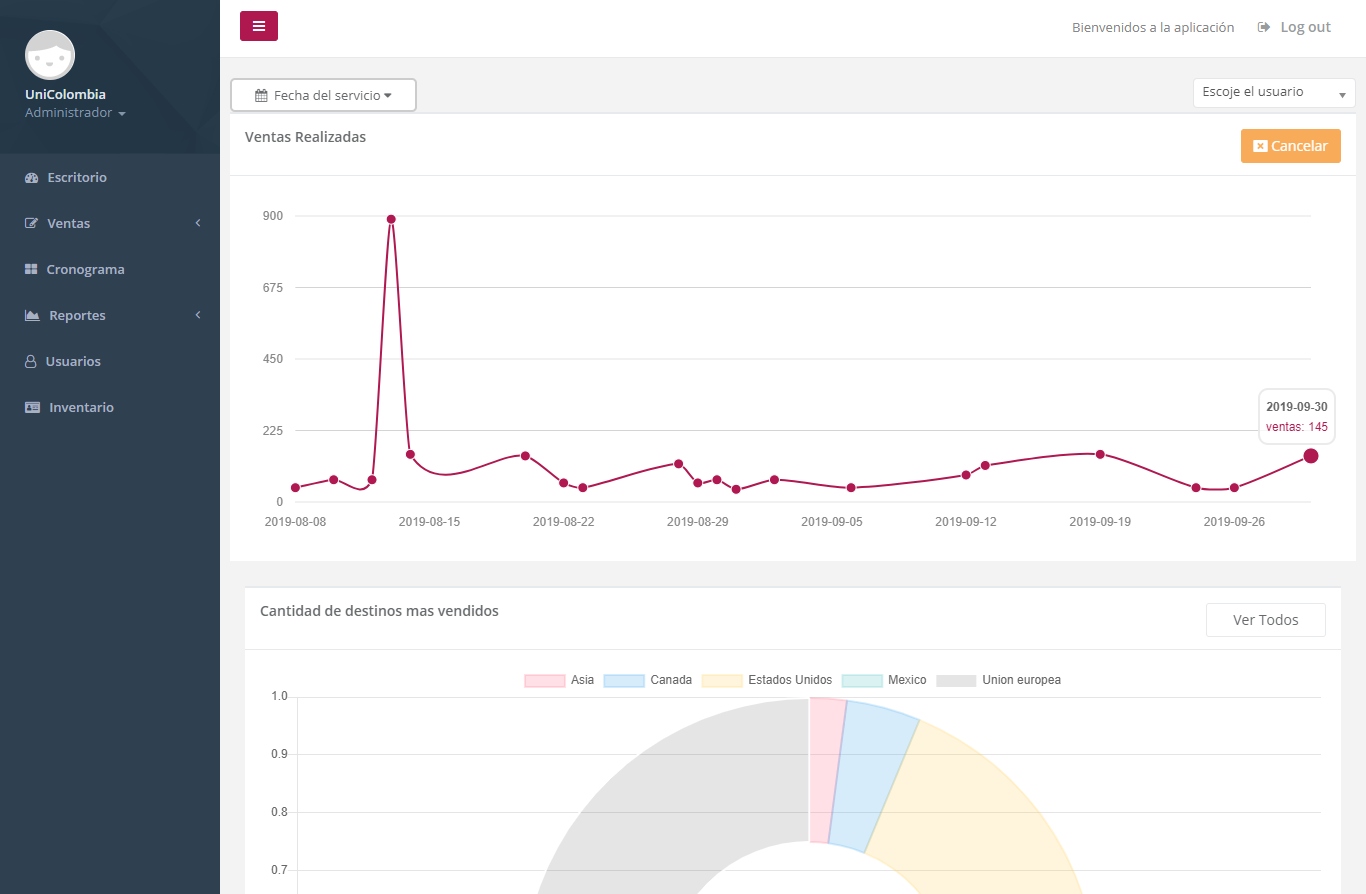 Bienvenidos a la aplicación
Log out
UniColombia
Administrador
Escritorio
Ventas
Cronograma
Reportes
Usuarios
Inventario
Fecha del servicio
Escoje el usuario
Ventas Realizadas
Cancelar
900
675
450
225
0
2019-09-30
ventas: 145
2019-08-08 2019-08-15 2019-08-22 2019-08-29 2019-09-05 2019-09-12 2019-09-19 2019-09-26
Cantidad de destinos mas vendidos
Ver Todos
Asia Canada Estados Unidos Mexico Union europea
1.0
0.9
0.8
0.7